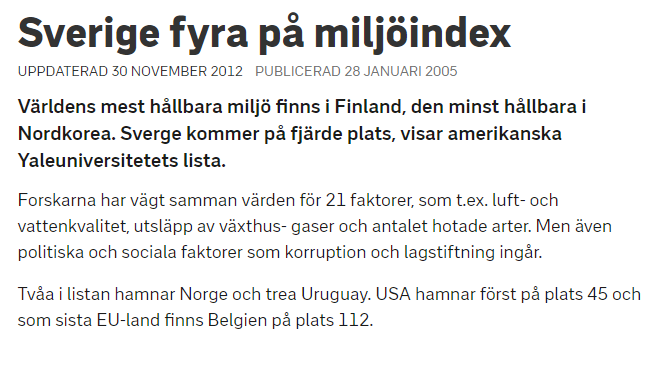 Sverige fyra på miljöindex
UPPDATERAD 30 NOVEMBER 2012 PUBLICERAD 28 JANUARI 2005
Världens mest hållbara miljö finns i Finland, den minst hållbara i
Nordkorea. Sverge kommer på fjärde plats, visar amerikanska
Yaleuniversitetets lista.
Forskarna har vägt samman värden för 21 faktorer, som t.ex. luft- och
vattenkvalitet, utsläpp av växthus- gaser och antalet hotade arter. Men även
politiska och sociala faktorer som korruption och lagstiftning ingår.
Tvåa i listan hamnar Norge och trea Uruguay. USA hamnar först på plats 45 och
som sista EU-land finns Belgien på plats 112.